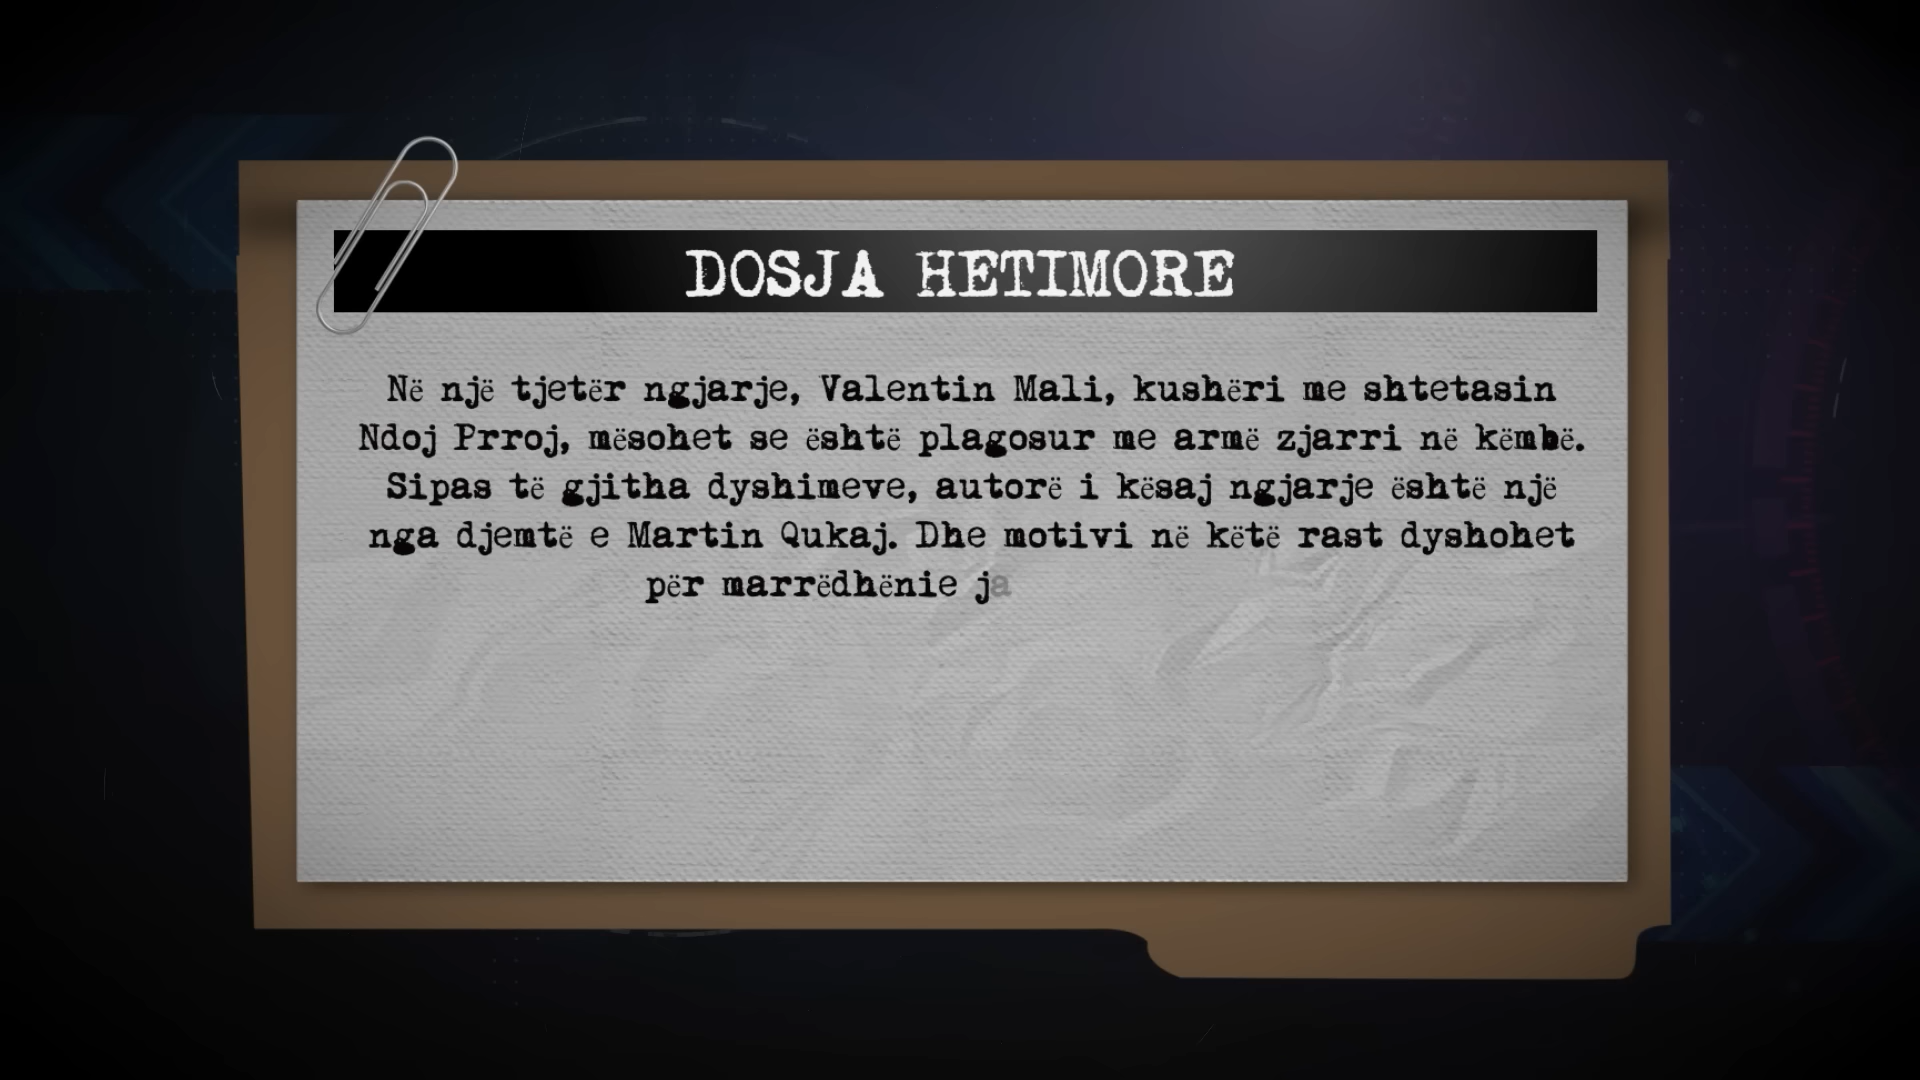 DOSJA HETIMORE
Në një tjetër ngjarje, Valentin Mali, kushëri me shtetasin
Ndoj Prroj, mësohet se është plagosur me armë zjarri në këmbë.
Sipas të gjitha dyshimeve, autorë i kësaj ngjarje është një
nga djemtë e Martin Qukaj. Dhe motivi në këtë rast dyshohet
për marrëdhënie ja